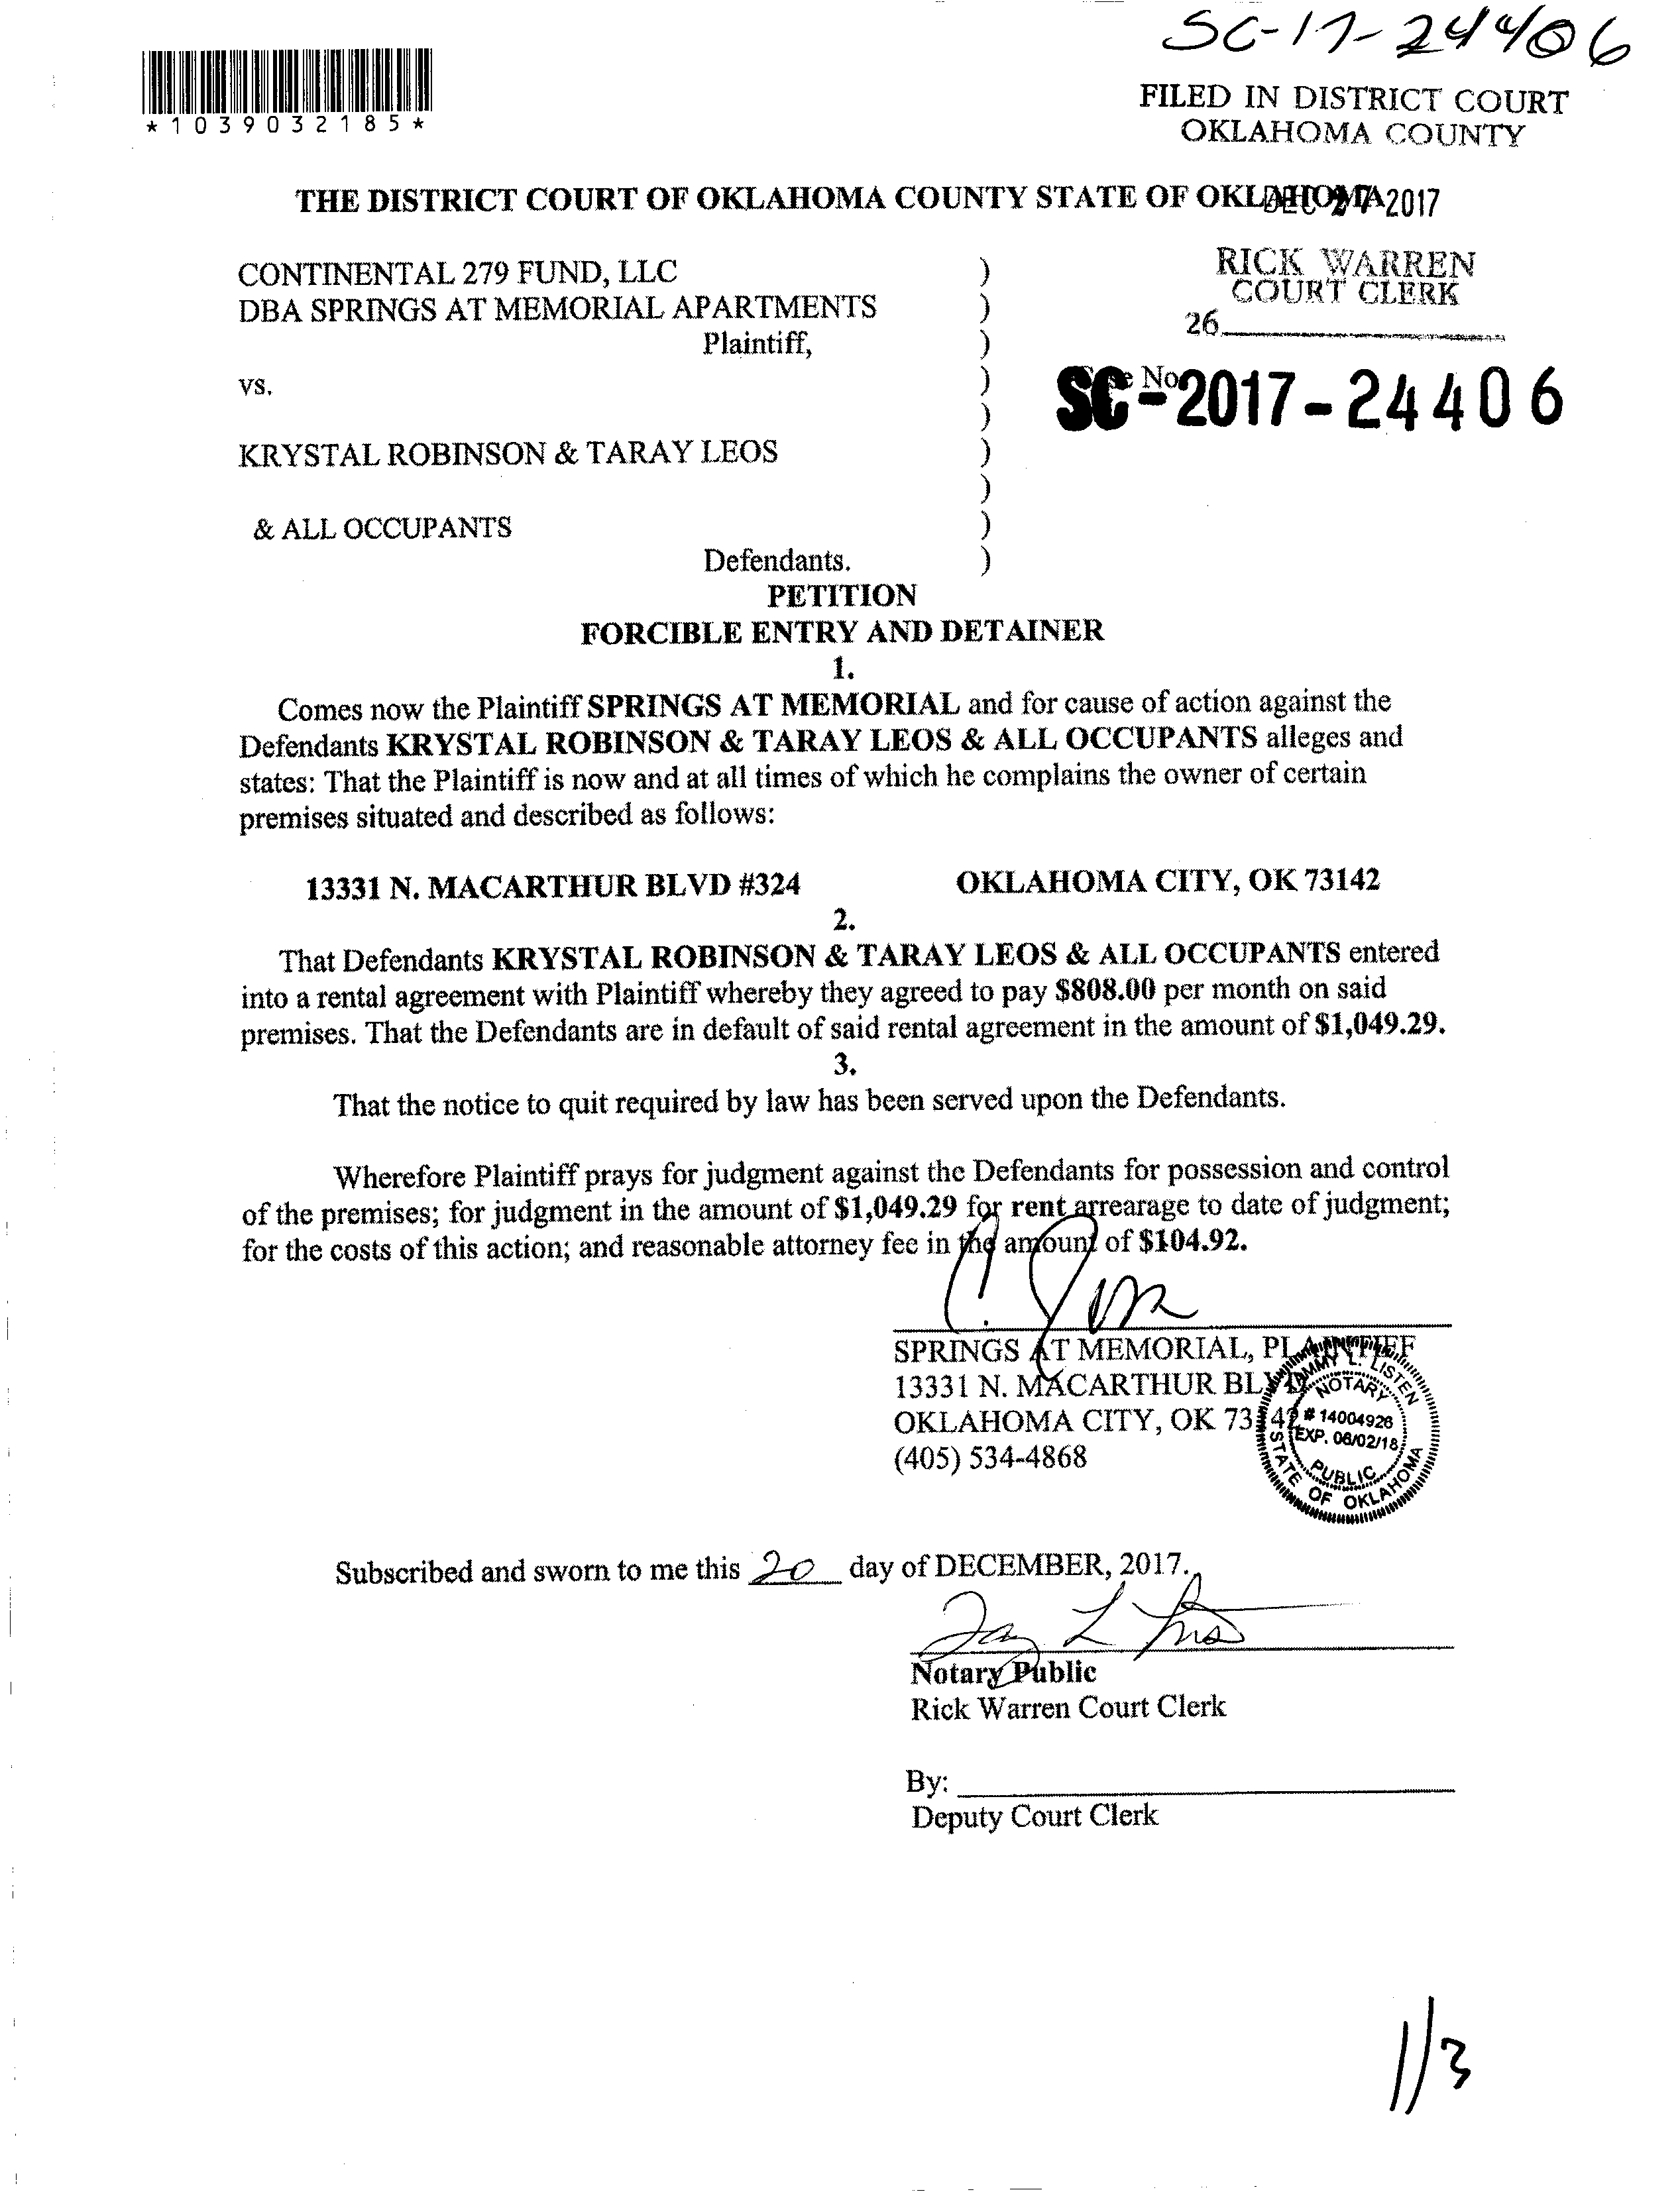 SC-17-24406
*1039032185*
FILED IN DISTRICT COURT
OKLAHOMA COUNTY
THE DISTRICT COURT OF OKLAHOMA COUNTY STATE OF OKLAHOMA
DEC 27 2017
CONTINENTAL 279 FUND, LLC )
DBA SPRINGS AT MEMORIAL APARTMENTS )
Plaintiff, )
RICK WARREN
COURT CLERK
26
vs. )
)
Case No
SC-2017-24406
KRYSTAL ROBINSON & TARAY LEOS )
)
& ALL OCCUPANTS )
Defendants. )
PETITION
FORCIBLE ENTRY AND DETAINER
1.
Comes now the Plaintiff SPRINGS AT MEMORIAL and for cause of action against the
Defendants KRYSTAL ROBINSON & TARAY LEOS & ALL OCCUPANTS alleges and
states: That the Plaintiff is now and at all times of which he complains the owner of certain
premises situated and described as follows:
13331 N. MACARTHUR BLVD #324 OKLAHOMA CITY, OK 73142
2.
That Defendants KRYSTAL ROBINSON & TARAY LEOS & ALL OCCUPANTS entered
into a rental agreement with Plaintiff whereby they agreed to pay $808.00 per month on said
premises. That the Defendants are in default of said rental agreement in the amount of $1,049.29.
3.
That the notice to quit required by law has been served upon the Defendants.
Wherefore Plaintiff prays for judgment against the Defendants for possession and control
of the premises; for judgment in the amount of $1,049.29 for rent arrearage to date of judgment;
for the costs of this action; and reasonable attorney fee in the amount of $104.92.
SPRINGS AT MEMORIAL, PLAINTIFF
13331 N. MACARTHUR BLVD
OKLAHOMA CITY, OK 73142
(405) 534-4868
L. LISTEN
NOTARY
# 14004926
EXP. 06/02/18
PUBLIC
STATE OF OKLAHOMA
Subscribed and sworn to me this 20 day of DECEMBER, 2017.
Notary Public
Rick Warren Court Clerk
By:
Deputy Court Clerk
1/3